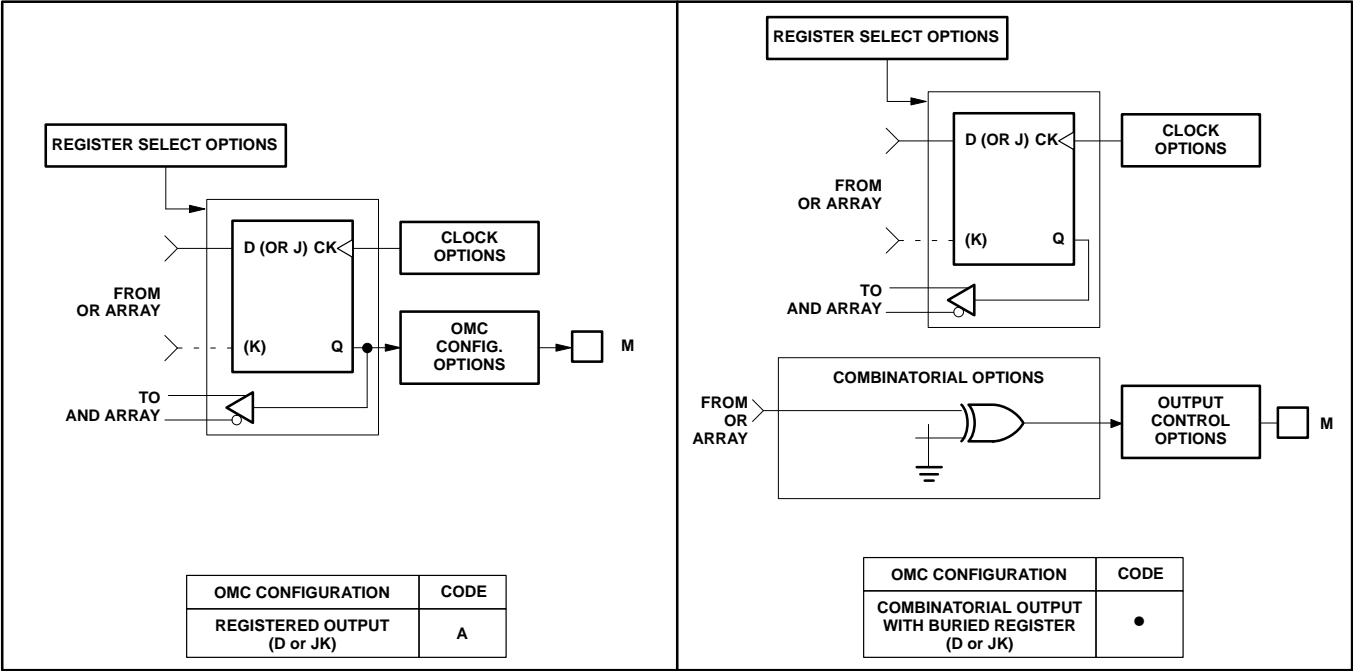 REGISTER SELECT OPTIONS
D (OR J) CK
CLOCK
OPTIONS
FROM
OR ARRAY
(K) Q
OMC
CONFIG.
OPTIONS
M
TO
AND ARRAY
OMC CONFIGURATION CODE
REGISTERED OUTPUT
(D or JK)
A
REGISTER SELECT OPTIONS
D (OR J) CK
CLOCK
OPTIONS
FROM
OR ARRAY
(K) Q
TO
AND ARRAY
COMBINATORIAL OPTIONS
FROM
OR
ARRAY
OUTPUT
CONTROL
OPTIONS
M
OMC CONFIGURATION CODE
COMBINATORIAL OUTPUT
WITH BURIED REGISTER
(D or JK)
•